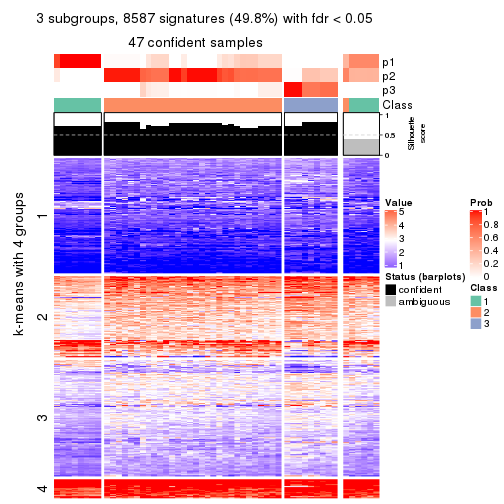 3 subgroups, 8587 signatures (49.8%) with fdr < 0.05
47 confident samples
p1
p2
p3
Class
1
0.5
0
Silhouette
score
k-means with 4 groups
1
2
3
4
Value
5
4
3
2
1
Status (barplots)
confident
ambiguous
Prob
1
0.8
0.6
0.4
0.2
0
Class
1
2
3